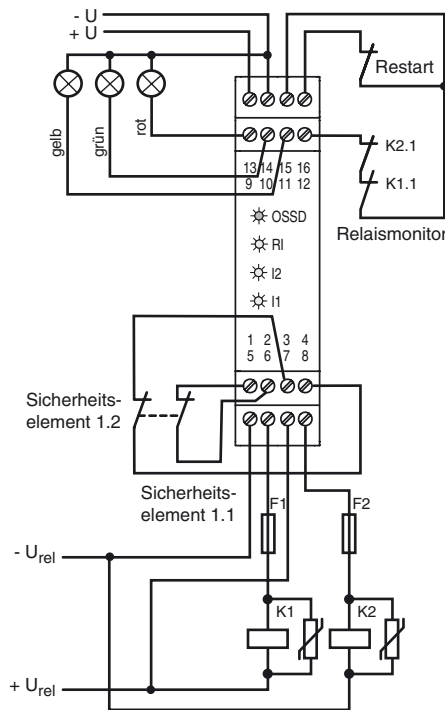 - U
+ U
Restart
gelb
grün
rot
K2.1
K1.1
13 14 15 16
9 10 11 12
Relaismonitor
OSSD
RI
I2
I1
1 2 3 4
5 6 7 8
Sicherheits-
element 1.2
Sicherheits-
element 1.1
F1
F2
- Urel
K1
K2
+ Urel